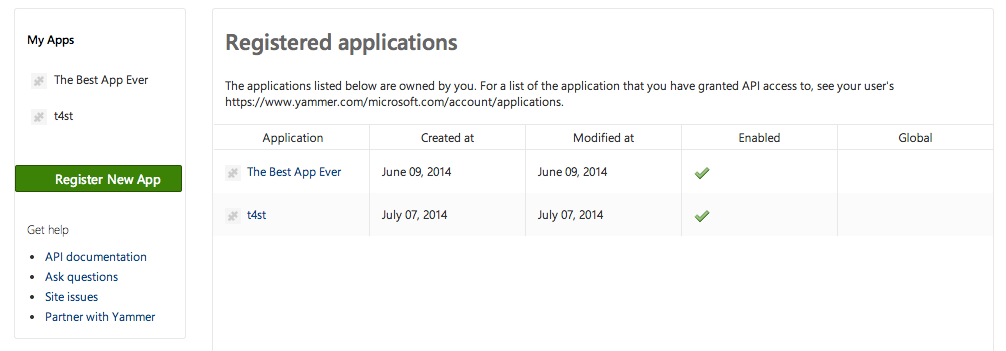 My Apps
The Best App Ever
t4st
Register New App
Get help
API documentation
Ask questions
Site issues
Partner with Yammer
Registered applications
The applications listed below are owned by you. For a list of the application that you have granted API access to, see your user's
https://www.yammer.com/microsoft.com/account/applications.
Application Created at Modified at Enabled Global
The Best App Ever June 09, 2014 June 09, 2014
t4st July 07, 2014 July 07, 2014